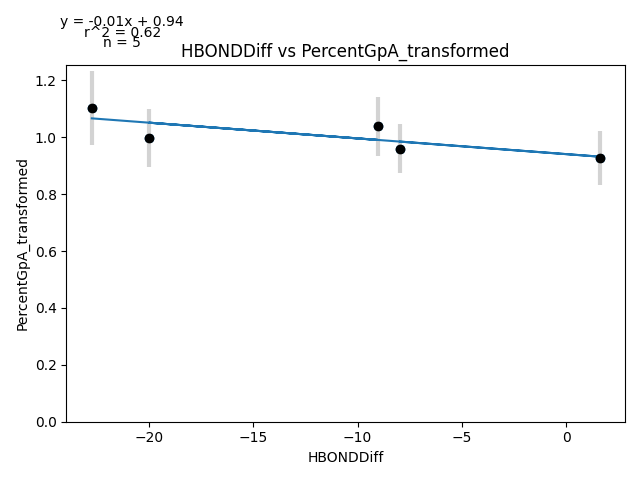 y = -0.01x + 0.94
r^2 = 0.62
n = 5
HBONDDiff vs PercentGpA_transformed
PercentGpA_transformed
1.2
1.0
0.8
0.6
0.4
0.2
0.0
−20
−15
−10
−5
0
HBONDDiff